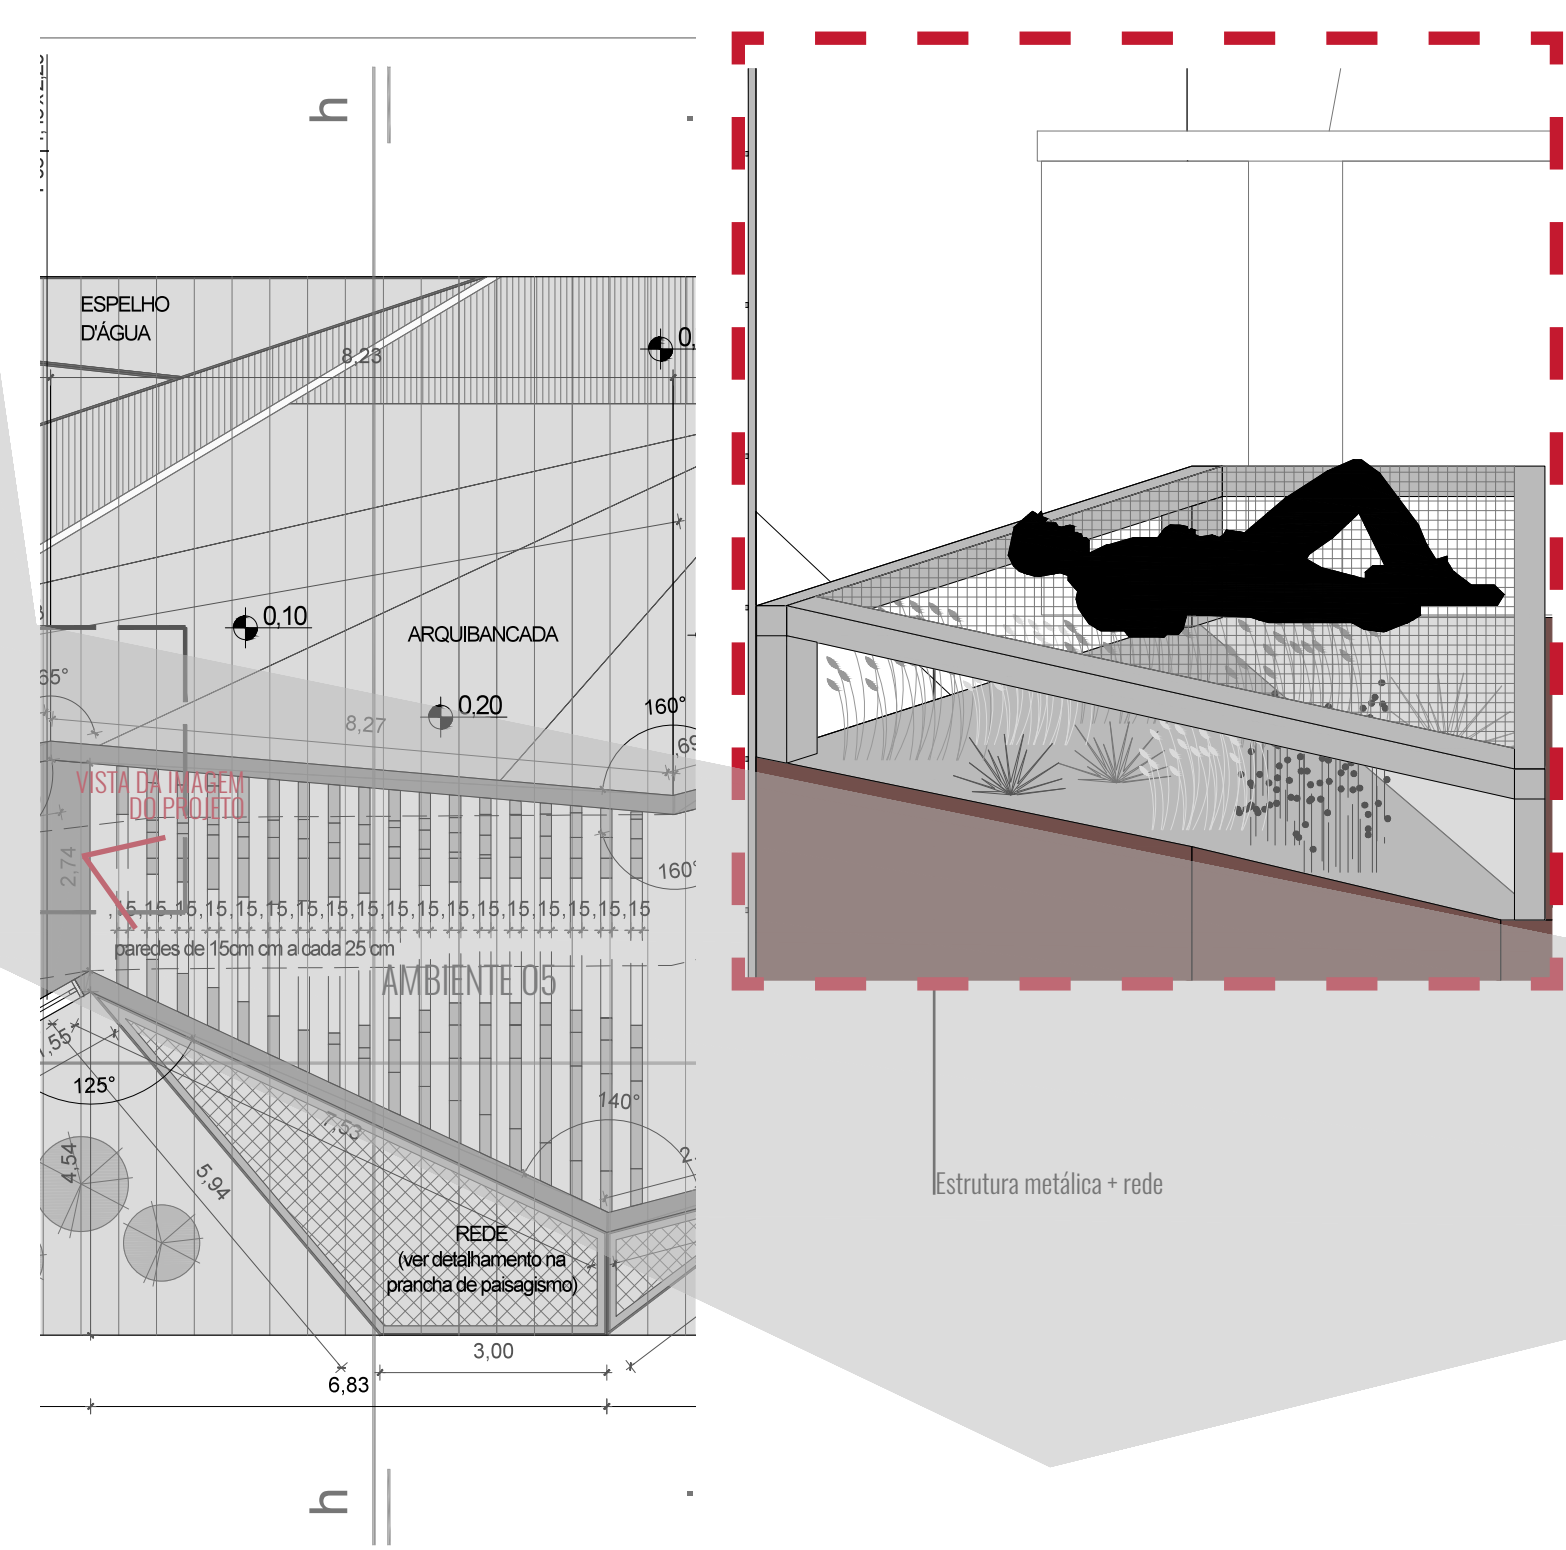 h
ESPELHO
D'ÁGUA
8,23
0,10
ARQUIBANCADA
0,20
160°
8,27
VISTA DA IMAGEM
DO PROJETO
2,74
160°
,15,15,15,15,15,15,15,15,15,15,15,15,15,15,15,15,15,15
paredes de 15cm cm a cada 25 cm
AMBIENTE 05
125°
140°
7,53
4,54
5,94
REDE
(ver detalhamento na
prancha de paisagismo)
3,00
6,83
h
Estrutura metálica + rede